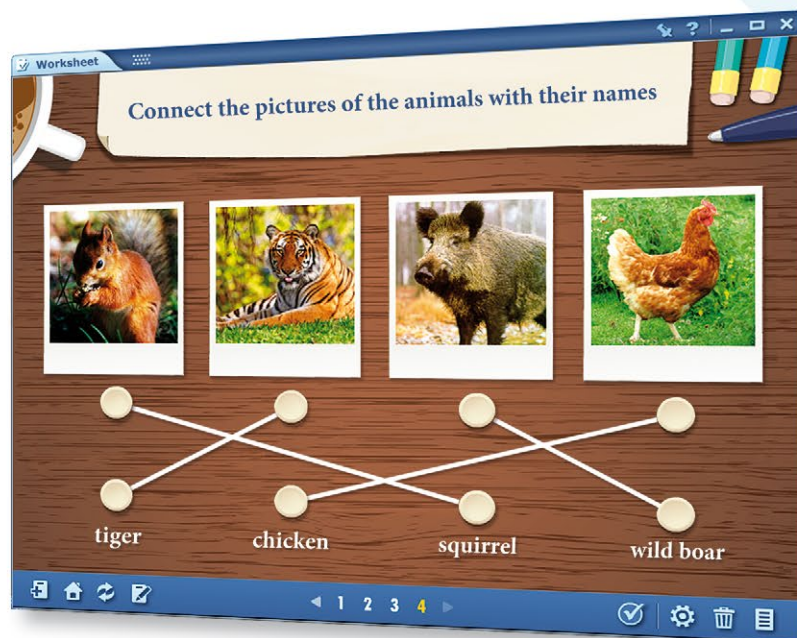 Worksheet
?
Connect the pictures of the animals with their names
tiger
chicken
squirrel
wild boar
1 2 3 4